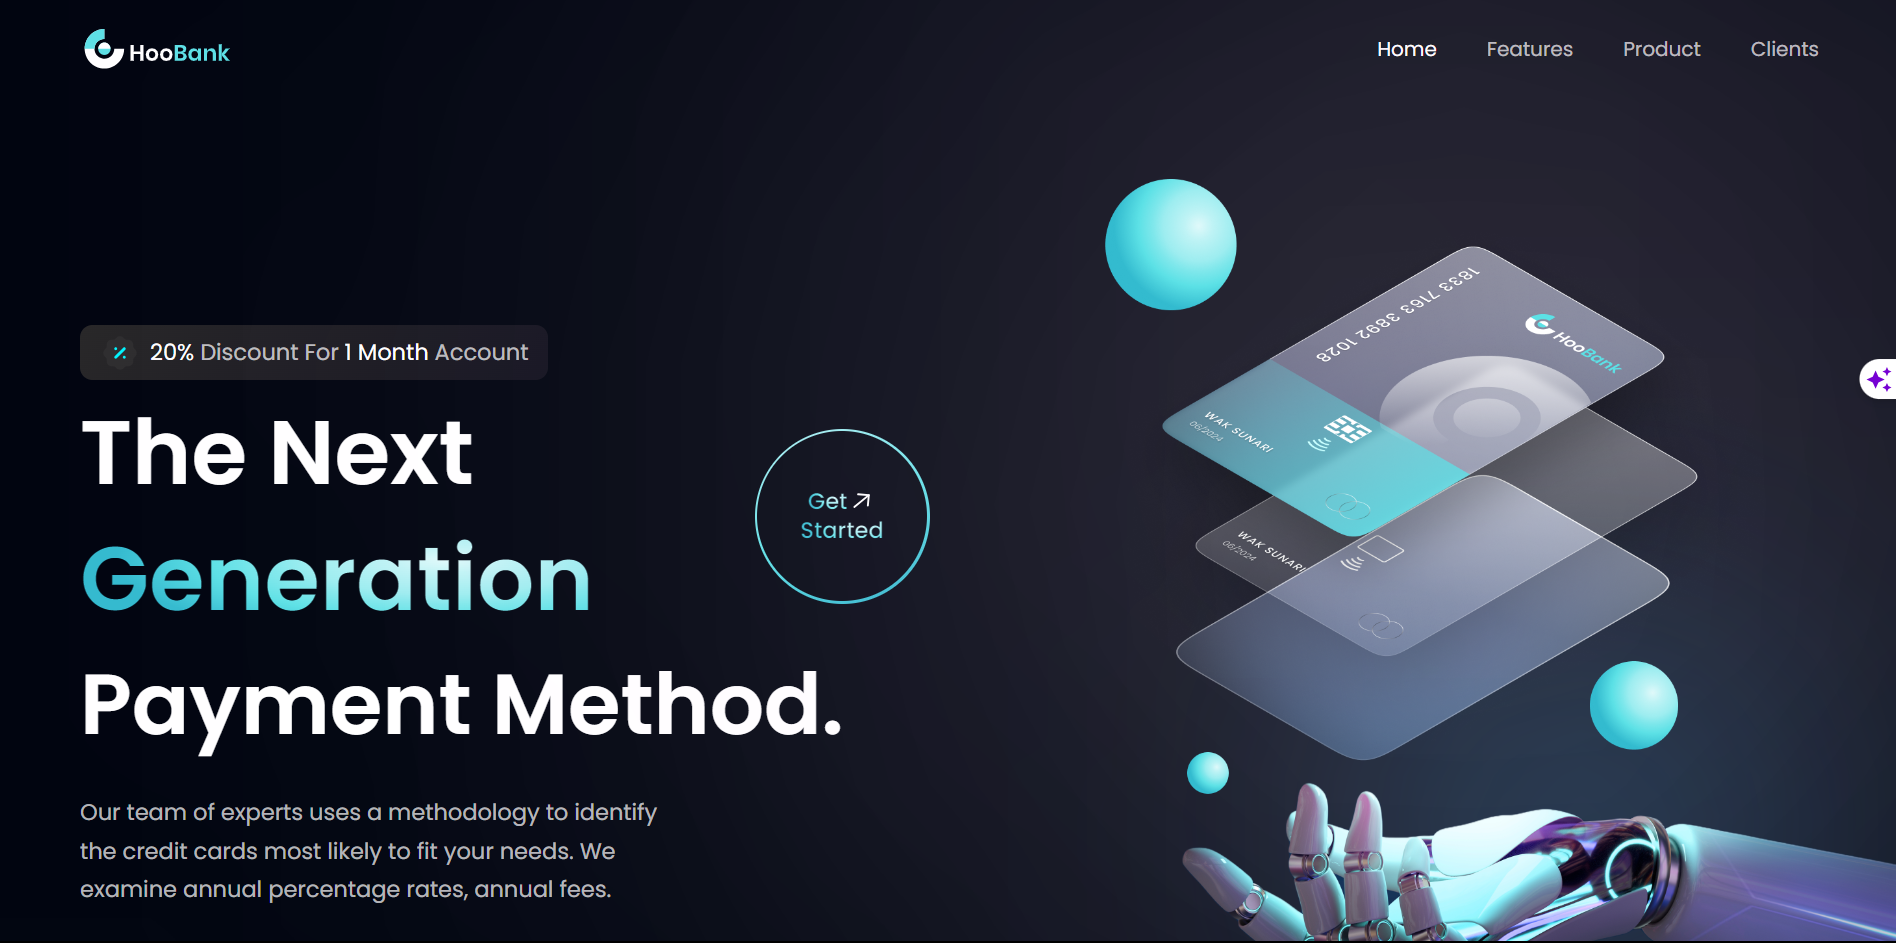 HooBank
Home
Features
Product
Clients
20% Discount For 1 Month Account
The Next
Generation
Payment Method.
Get
Started
Our team of experts uses a methodology to identify
the credit cards most likely to fit your needs. We
examine annual percentage rates, annual fees.
1833 7163 3892 1028
HooBank
WAK SUNARI
06/2024
WAK SUNARI
06/2024